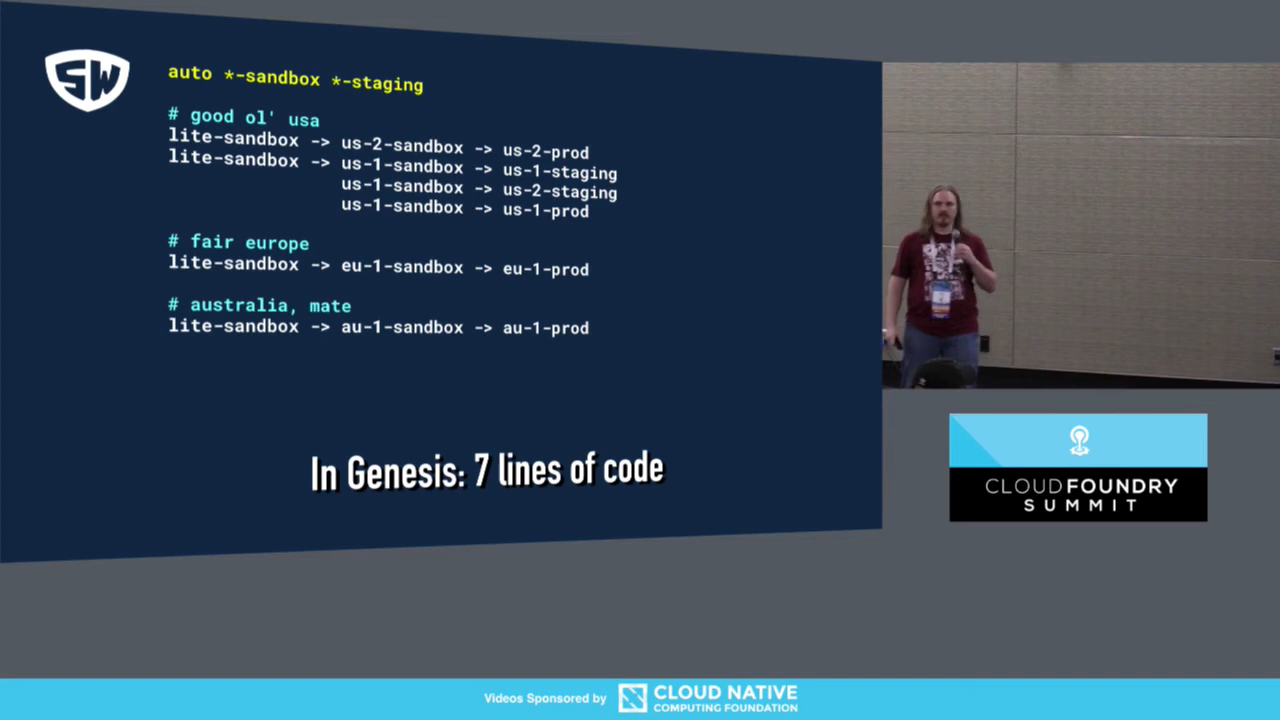 SW
auto *-sandbox *-staging
# good ol' usa
lite-sandbox -> us-2-sandbox -> us-2-prod
lite-sandbox -> us-1-sandbox -> us-1-staging
us-1-sandbox -> us-2-staging
us-1-sandbox -> us-1-prod
# fair europe
lite-sandbox -> eu-1-sandbox -> eu-1-prod
# australia, mate
lite-sandbox -> au-1-sandbox -> au-1-prod
In Genesis: 7 lines of code
CLOUD FOUNDRY
SUMMIT
Videos Sponsored by
CLOUD NATIVE
COMPUTING FOUNDATION